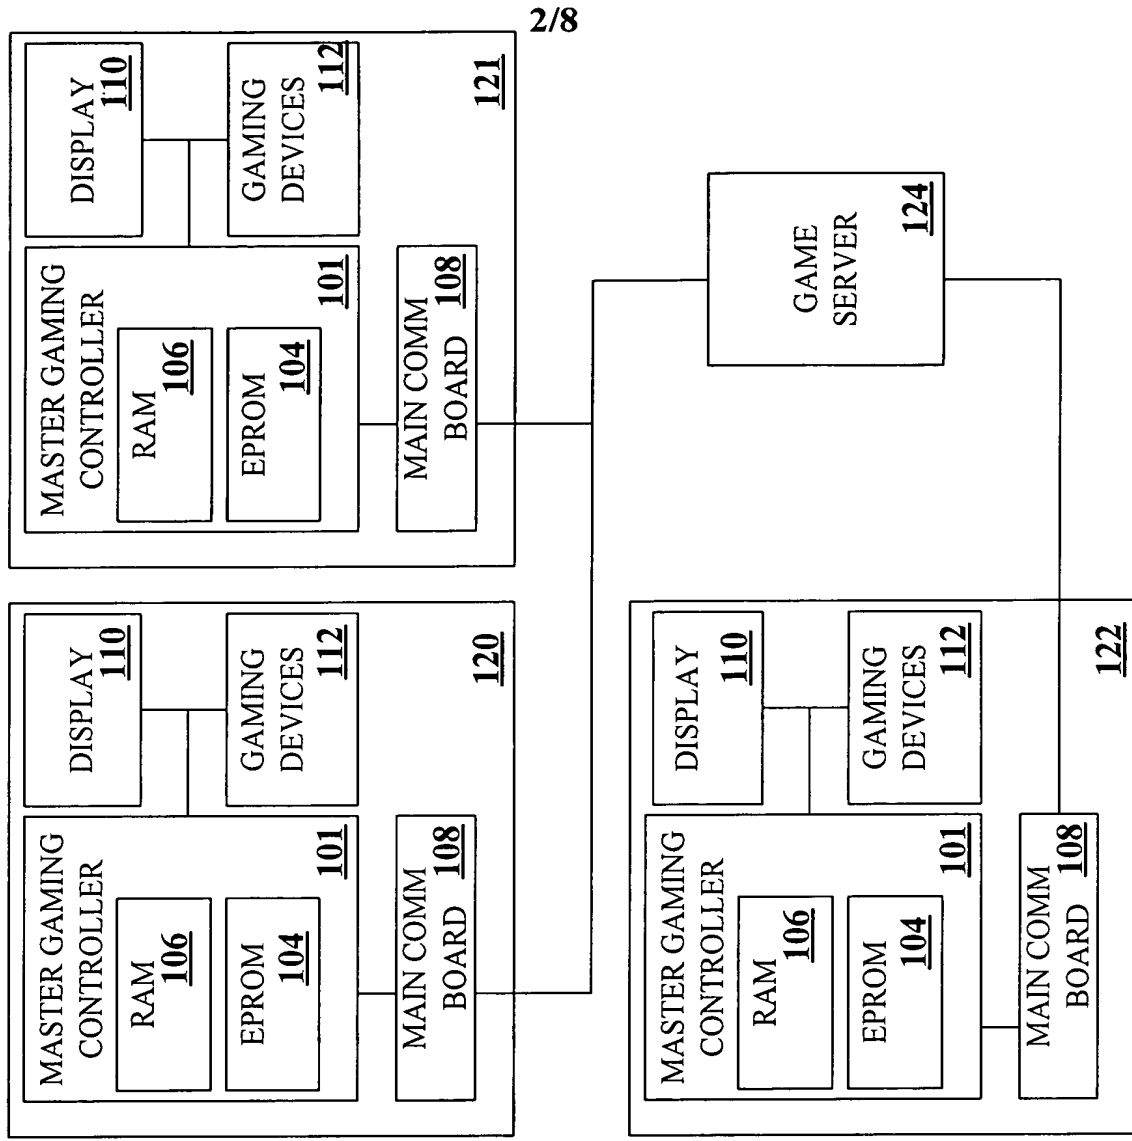 2/8
MASTER GAMING
CONTROLLER
RAM
106
EPROM
104
101
DISPLAY
110
GAMING
DEVICES
112
MAIN COMM
BOARD
108
120
MASTER GAMING
CONTROLLER
RAM
106
EPROM
104
101
DISPLAY
110
GAMING
DEVICES
112
MAIN COMM
BOARD
108
121
MASTER GAMING
CONTROLLER
RAM
106
EPROM
104
101
DISPLAY
110
GAMING
DEVICES
112
MAIN COMM
BOARD
108
122
GAME
SERVER
124